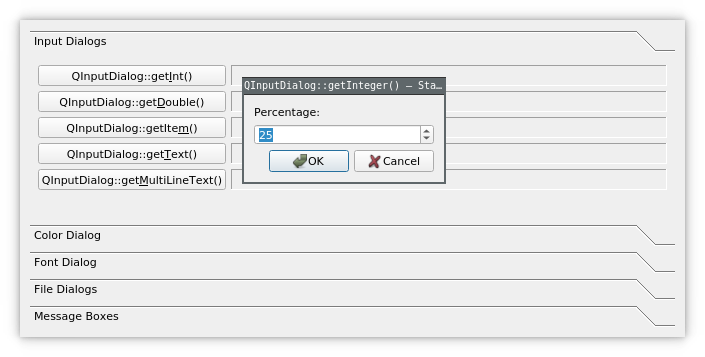 Input Dialogs
QInputDialog::getInt()
QInputDialog::getInteger() — Sta...
QInputDialog::getDouble()
Percentage:
QInputDialog::getItem()
25
QInputDialog::getText()
OK
Cancel
QInputDialog::getMultiLineText()
Color Dialog
Font Dialog
File Dialogs
Message Boxes